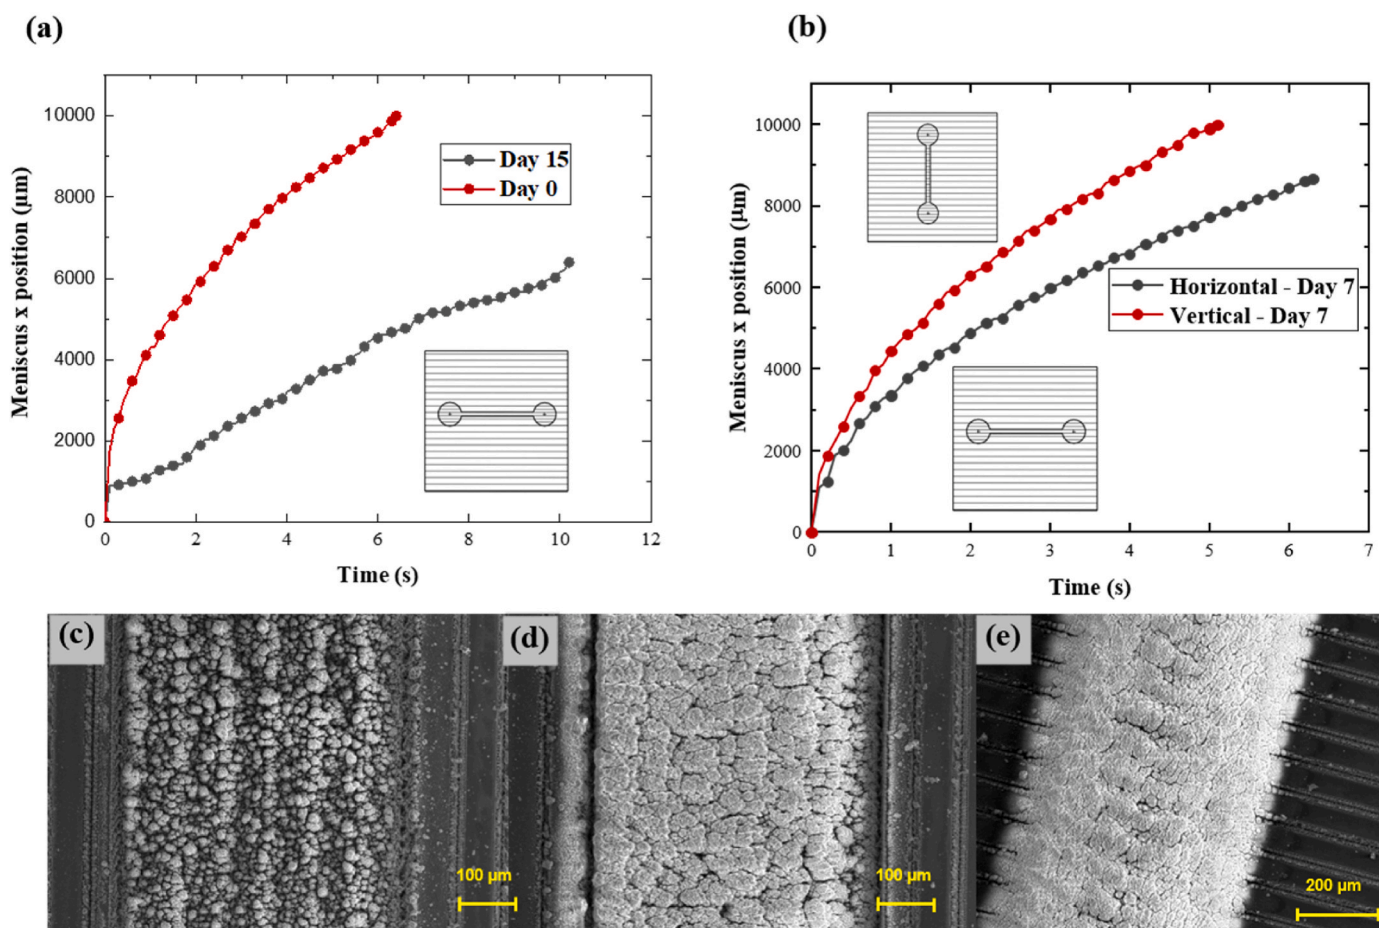 (a)
10000
8000
6000
4000
2000
0
Meniscus x position (μm)
Day 15
Day 0
0 2 4 6 8 10 12
Time (s)
(b)
10000
8000
6000
4000
2000
0
Meniscus x position (μm)
Horizontal - Day 7
Vertical - Day 7
0 1 2 3 4 5 6 7
Time (s)
(c)
100 μm
(d)
100 μm
(e)
200 μm